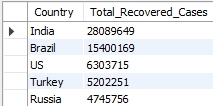 Country Total_Recovered_Cases
India 28089649
Brazil 15400169
US 6303715
Turkey 5202251
Russia 4745756